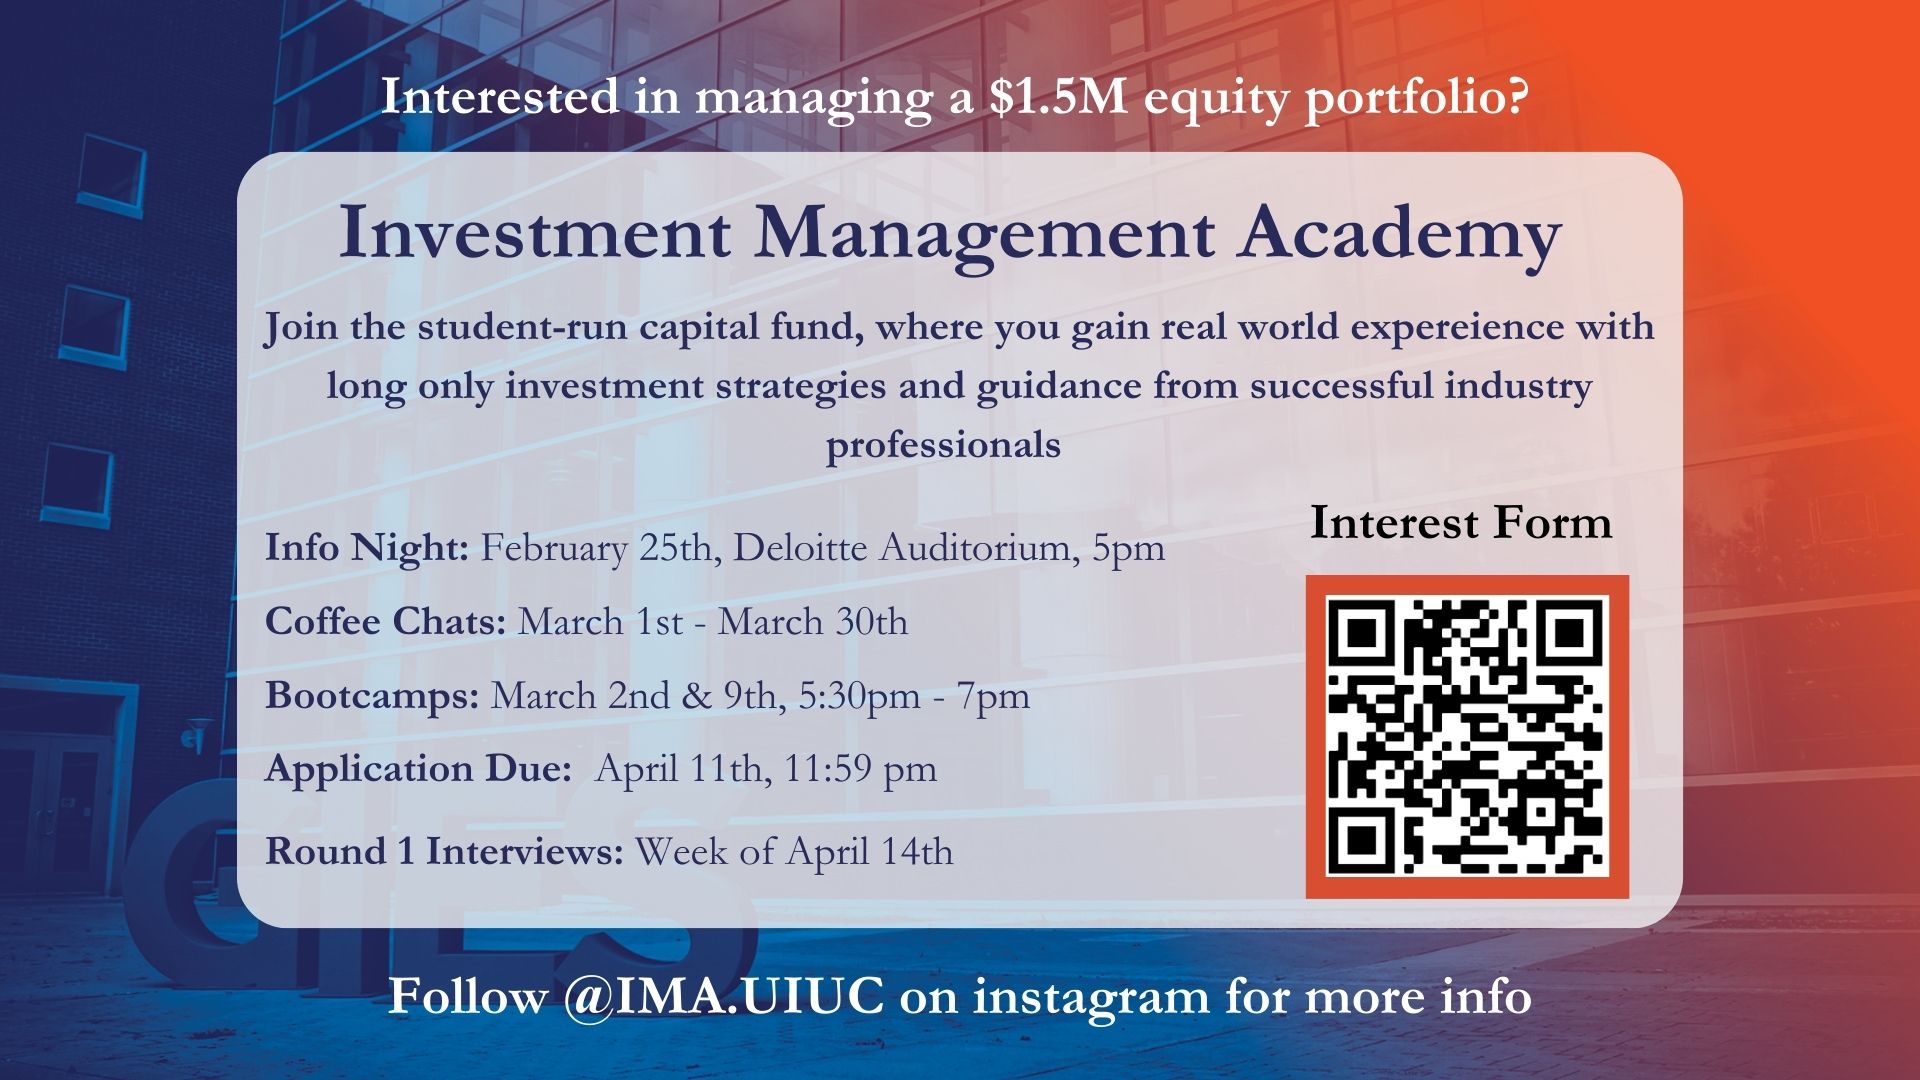 Interested in managing a $1.5M equity portfolio?
Investment Management Academy
Join the student-run capital fund, where you gain real world expereience with
long only investment strategies and guidance from successful industry
professionals
Interest Form
Info Night: February 25th, Deloitte Auditorium, 5pm
Coffee Chats: March 1st - March 30th
Bootcamps: March 2nd & 9th, 5:30pm - 7pm
Application Due: April 11th, 11:59 pm
Round 1 Interviews: Week of April 14th
GIES
Follow @IMA.UIUC on instagram for more info